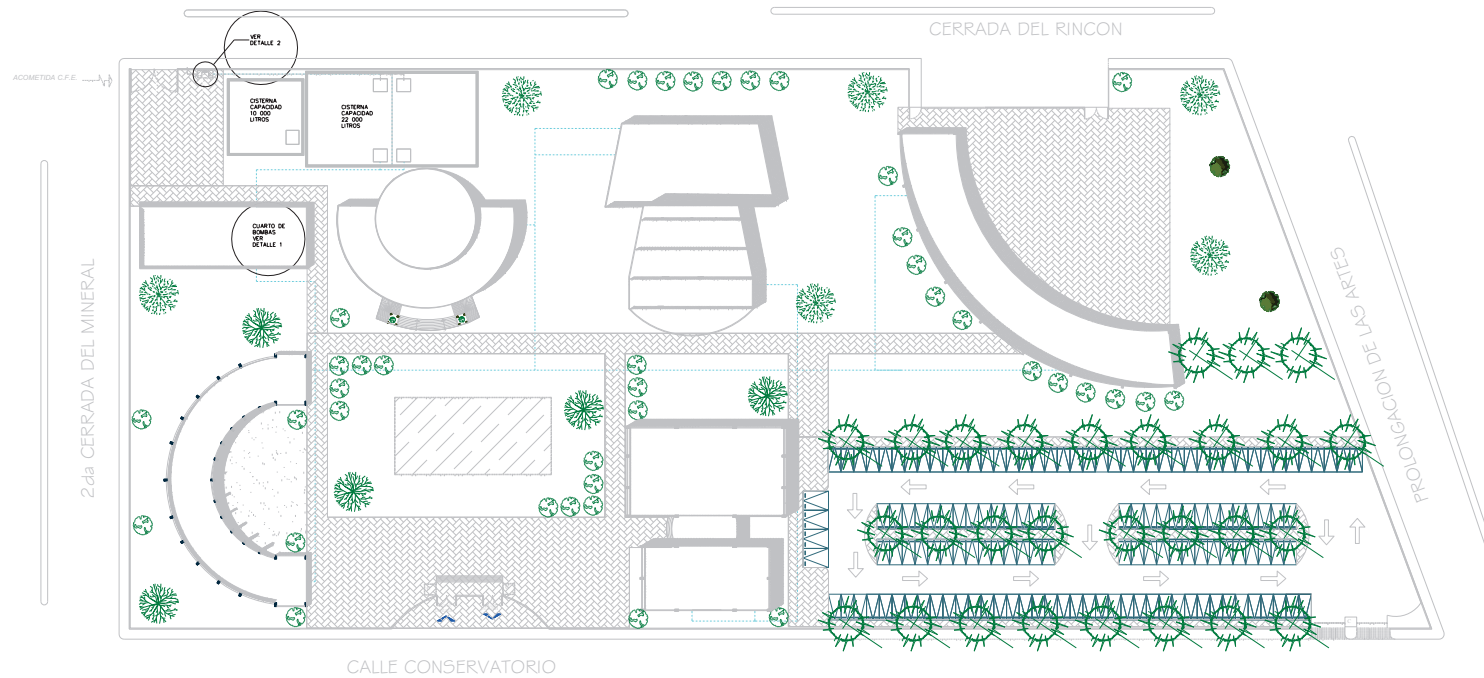 CERRADA DEL RINCON
VER
DETALLE 2
ACOMETIDA C.F.E.
CISTERNA
CAPACIDAD
10 000
LITROS
CISTERNA
CAPACIDAD
22 000
LITROS
CUARTO DE
BOMBAS
VER
DETALLE 1
2da CERRADA DEL MINERAL
PROLONGACION DE LAS ARTES
CALLE CONSERVATORIO